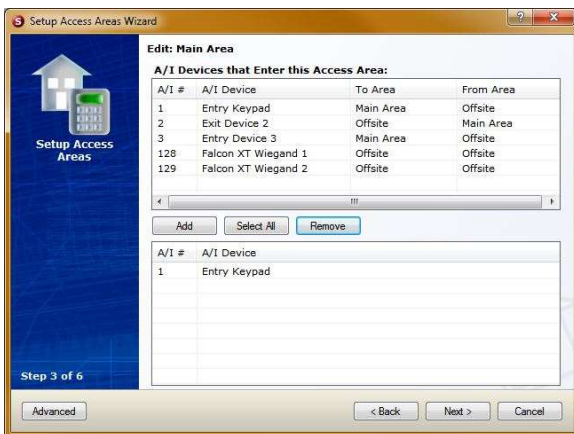 S Setup Access Areas Wizard ? X
Edit: Main Area
A/I Devices that Enter this Access Area:
A/I # A/I Device To Area From Area
1 Entry Keypad Main Area Offsite
2 Exit Device 2 Offsite Main Area
3 Entry Device 3 Main Area Offsite
128 Falcon XT Wiegand 1 Offsite Offsite
129 Falcon XT Wiegand 2 Offsite Offsite
Setup Access
Areas
Add Select All Remove
A/I # A/I Device
1 Entry Keypad
Step 3 of 6
Advanced < Back Next > Cancel